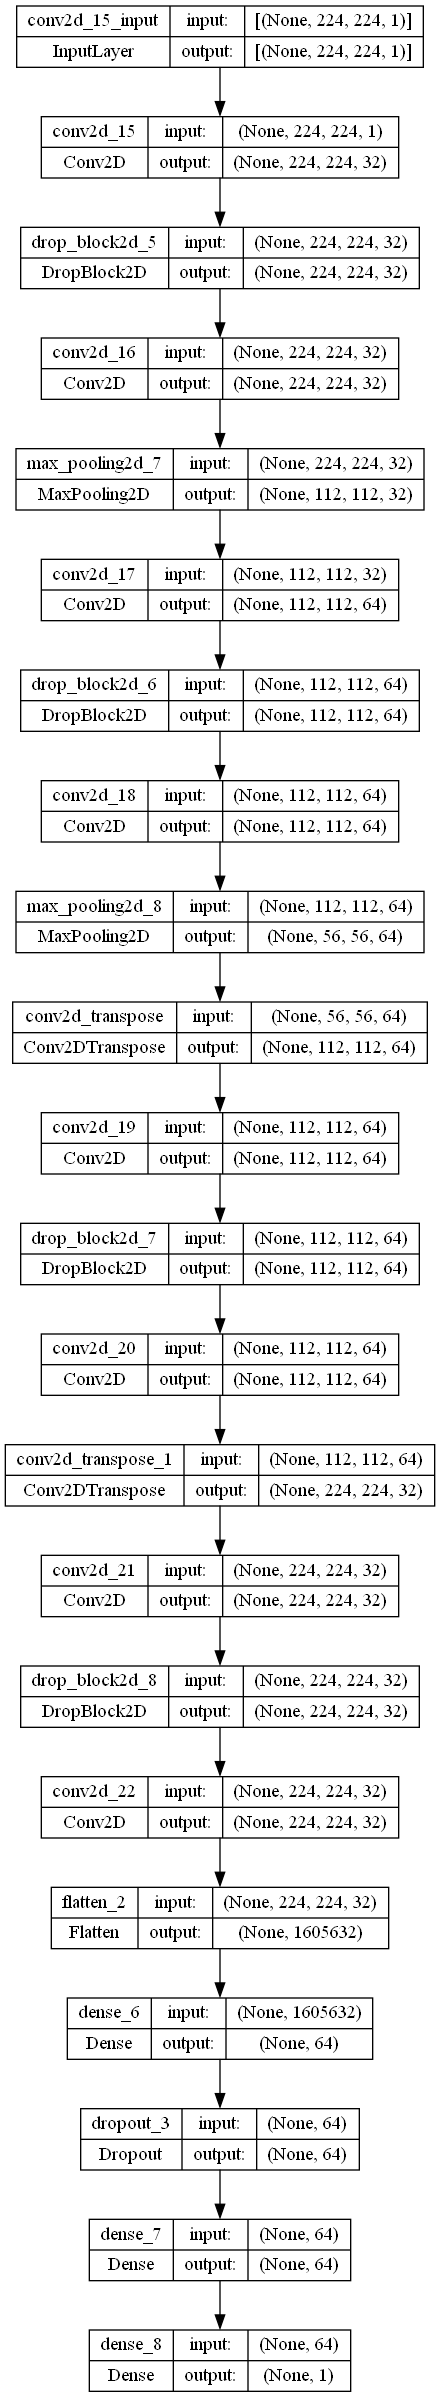 conv2d_15_input input: [(None, 224, 224, 1)]
InputLayer output: [(None, 224, 224, 1)]
conv2d_15 input: (None, 224, 224, 1)
Conv2D output: (None, 224, 224, 32)
drop_block2d_5 input: (None, 224, 224, 32)
DropBlock2D output: (None, 224, 224, 32)
conv2d_16 input: (None, 224, 224, 32)
Conv2D output: (None, 224, 224, 32)
max_pooling2d_7 input: (None, 224, 224, 32)
MaxPooling2D output: (None, 112, 112, 32)
conv2d_17 input: (None, 112, 112, 32)
Conv2D output: (None, 112, 112, 64)
drop_block2d_6 input: (None, 112, 112, 64)
DropBlock2D output: (None, 112, 112, 64)
conv2d_18 input: (None, 112, 112, 64)
Conv2D output: (None, 112, 112, 64)
max_pooling2d_8 input: (None, 112, 112, 64)
MaxPooling2D output: (None, 56, 56, 64)
conv2d_transpose input: (None, 56, 56, 64)
Conv2DTranspose output: (None, 112, 112, 64)
conv2d_19 input: (None, 112, 112, 64)
Conv2D output: (None, 112, 112, 64)
drop_block2d_7 input: (None, 112, 112, 64)
DropBlock2D output: (None, 112, 112, 64)
conv2d_20 input: (None, 112, 112, 64)
Conv2D output: (None, 112, 112, 64)
conv2d_transpose_1 input: (None, 112, 112, 64)
Conv2DTranspose output: (None, 224, 224, 32)
conv2d_21 input: (None, 224, 224, 32)
Conv2D output: (None, 224, 224, 32)
drop_block2d_8 input: (None, 224, 224, 32)
DropBlock2D output: (None, 224, 224, 32)
conv2d_22 input: (None, 224, 224, 32)
Conv2D output: (None, 224, 224, 32)
flatten_2 input: (None, 224, 224, 32)
Flatten output: (None, 1605632)
dense_6 input: (None, 1605632)
Dense output: (None, 64)
dropout_3 input: (None, 64)
Dropout output: (None, 64)
dense_7 input: (None, 64)
Dense output: (None, 64)
dense_8 input: (None, 64)
Dense output: (None, 1)